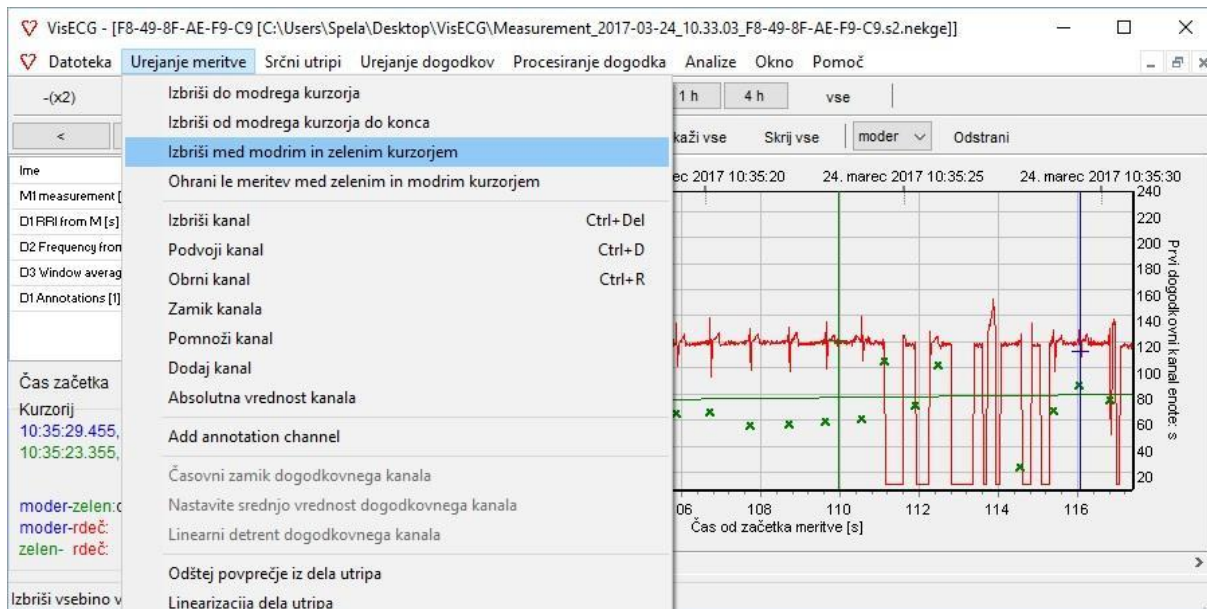 VisECG - [F8-49-8F-AE-F9-C9 [C:\Users\Spela\Desktop\VisECG\Measurement_2017-03-24_10.33.03_F8-49-8F-AE-F9-C9.s2.nekge]]
Datoteka Urejanje meritve Srčni utripi Urejanje dogodkov Procesiranje dogodka Analize Okno Pomoč
-(x2) 1 h 4 h vse
< kaži vse Skrij vse moder Odstrani
Izbriši do modrega kurzorja
Izbriši od modrega kurzorja do konca
Izbriši med modrim in zelenim kurzorjem
Ohrani le meritev med zelenim in modrim kurzorjem
Izbriši kanal Ctrl+Del
Podvoji kanal Ctrl+D
Obrni kanal Ctrl+R
Zamik kanala
Pomnoži kanal
Dodaj kanal
Absolutna vrednost kanala
Add annotation channel
Časovni zamik dogodkovnega kanala
Nastavite srednjo vrednost dogodkovnega kanala
Linearni detrent dogodkovnega kanala
Odštej povprečje iz dela utripa
Linearizacija dela utripa
Ime
M1 measurement [
D1 RRI from M [s]
D2 Frequency from
D3 Window averag
D1 Annotations [1]
Čas začetka
Kurzorij
10:35:29.455,
10:35:23.355,
moder-zelen:
moder-rdeč:
zelen- rdeč:
Izbriši vsebino v
ec 2017 10:35:20 24. marec 2017 10:35:25 24. marec 2017 10:35:30
240
220
200
180
160
140
120
100
80
60
40
20
Prvi dogodkovni kanal enote: s
06 108 110 112 114 116
Čas od začetka meritve [s]
>